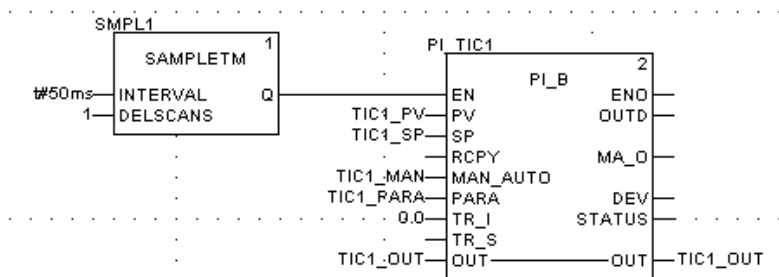 SMPL1
1
SAMPLETM
t#50ms INTERVAL Q
1 DELSCANS
PI_TIC1
2
PI_B
EN ENO
TIC1_PV PV OUTD
TIC1_SP SP
RCPY MA_O
TIC1_MAN MAN_AUTO
TIC1_PARA PARA DEV
0.0 TR_I STATUS
TR_S
TIC1_OUT OUT OUT TIC1_OUT